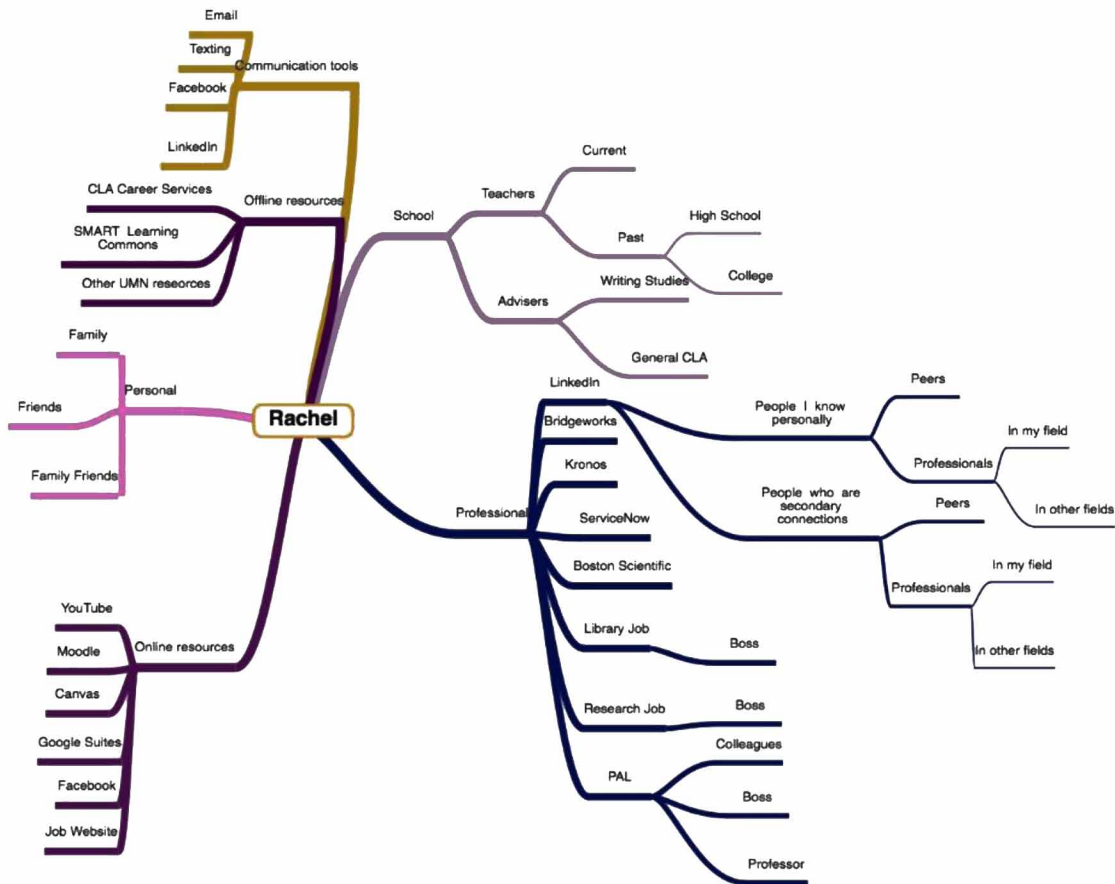 Email
Texting
Communication tools
Facebook
LinkedIn
CLA Career Services
Offline resources
SMART Learning
Commons
Other UMN reseorces
Family
Personal
Friends
Family Friends
Rachel
YouTube
Online resources
Moodle
Canvas
Google Suites
Facebook
Job Website
School
Teachers
Current
Past
High School
College
Advisers
Writing Studies
General CLA
Professional
LinkedIn
People I know
personally
Peers
Professionals
In my field
In other fields
People who are
secondary
connections
Peers
Professionals
In my field
In other fields
Bridgeworks
Kronos
ServiceNow
Boston Scientific
Library Job
Boss
Research Job
Boss
PAL
Colleagues
Boss
Professor